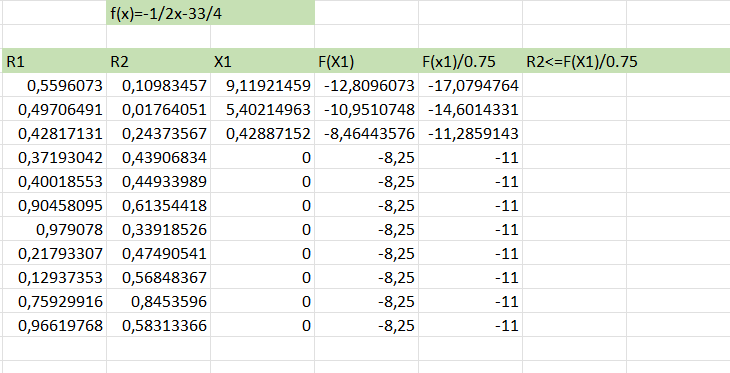 f(x)=-1/2x-33/4
R1 R2 X1 F(X1) F(x1)/0.75 R2<=F(X1)/0.75
0,5596073 0,10983457 9,11921459 -12,8096073 -17,0794764
0,49706491 0,01764051 5,40214963 -10,9510748 -14,6014331
0,42817131 0,24373567 0,42887152 -8,46443576 -11,2859143
0,37193042 0,43906834 0 -8,25 -11
0,40018553 0,44933989 0 -8,25 -11
0,90458095 0,61354418 0 -8,25 -11
0,979078 0,33918526 0 -8,25 -11
0,21793307 0,47490541 0 -8,25 -11
0,12937353 0,56848367 0 -8,25 -11
0,75929916 0,8453596 0 -8,25 -11
0,96619768 0,58313366 0 -8,25 -11